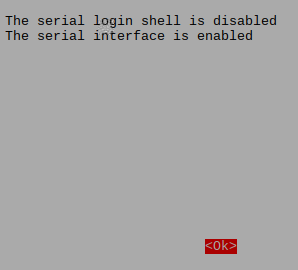 The serial login shell is disabled
The serial interface is enabled
<Ok>